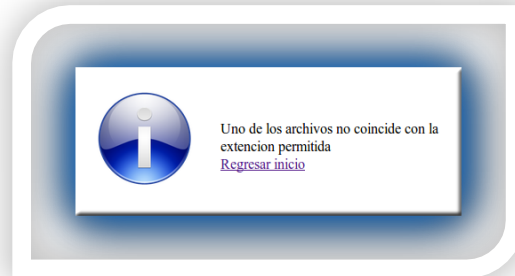 Uno de los archivos no coincide con la
extencion permitida
Regresar inicio